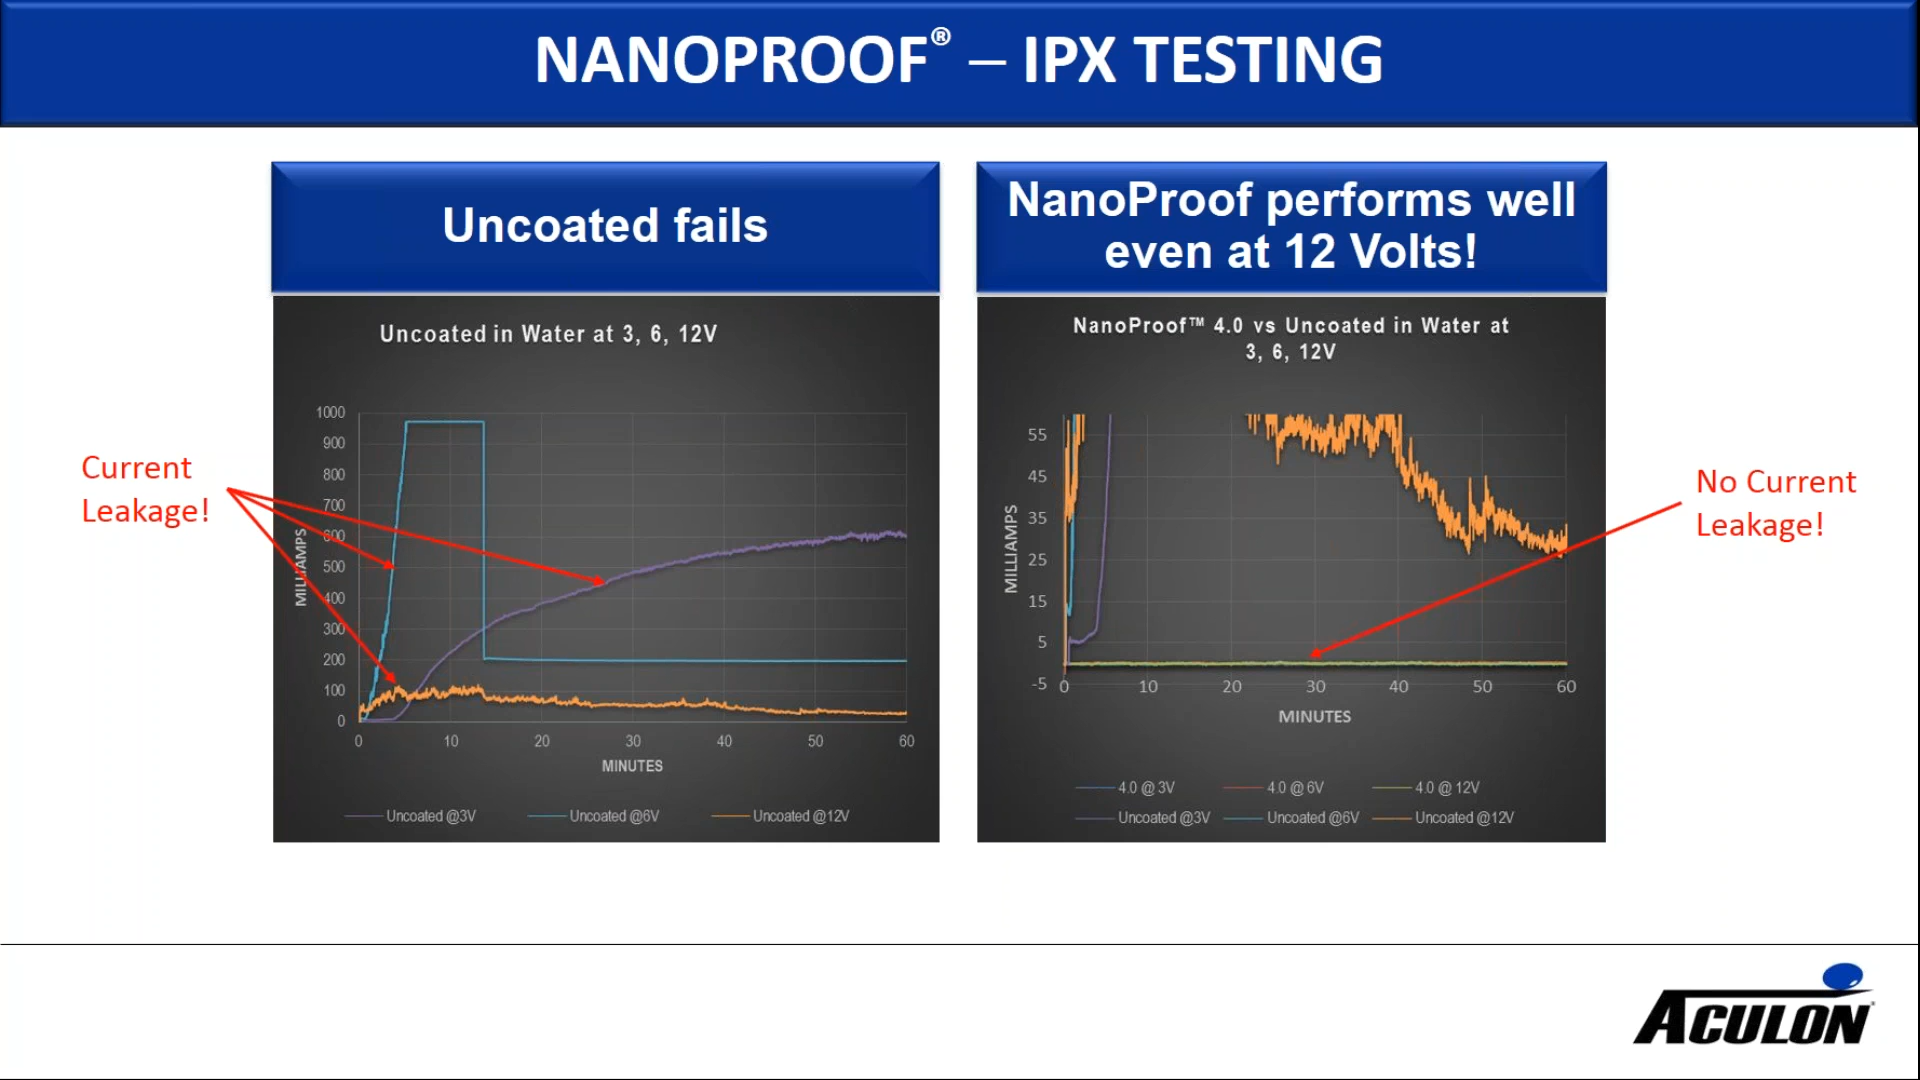 NANOPROOF® – IPX TESTING
Uncoated fails
NanoProof performs well
even at 12 Volts!
Uncoated in Water at 3, 6, 12V
1000
900
800
700
600
500
400
300
200
100
0
MILLIAMPS
0 10 20 30 40 50 60
MINUTES
Uncoated @3V Uncoated @6V Uncoated @12V
Current
Leakage!
NanoProof™ 4.0 vs Uncoated in Water at
3, 6, 12V
55
45
35
25
15
5
-5
MILLIAMPS
0 10 20 30 40 50 60
MINUTES
4.0 @ 3V 4.0 @ 6V 4.0 @ 12V
Uncoated @3V Uncoated @6V Uncoated @12V
No Current
Leakage!
ACULON